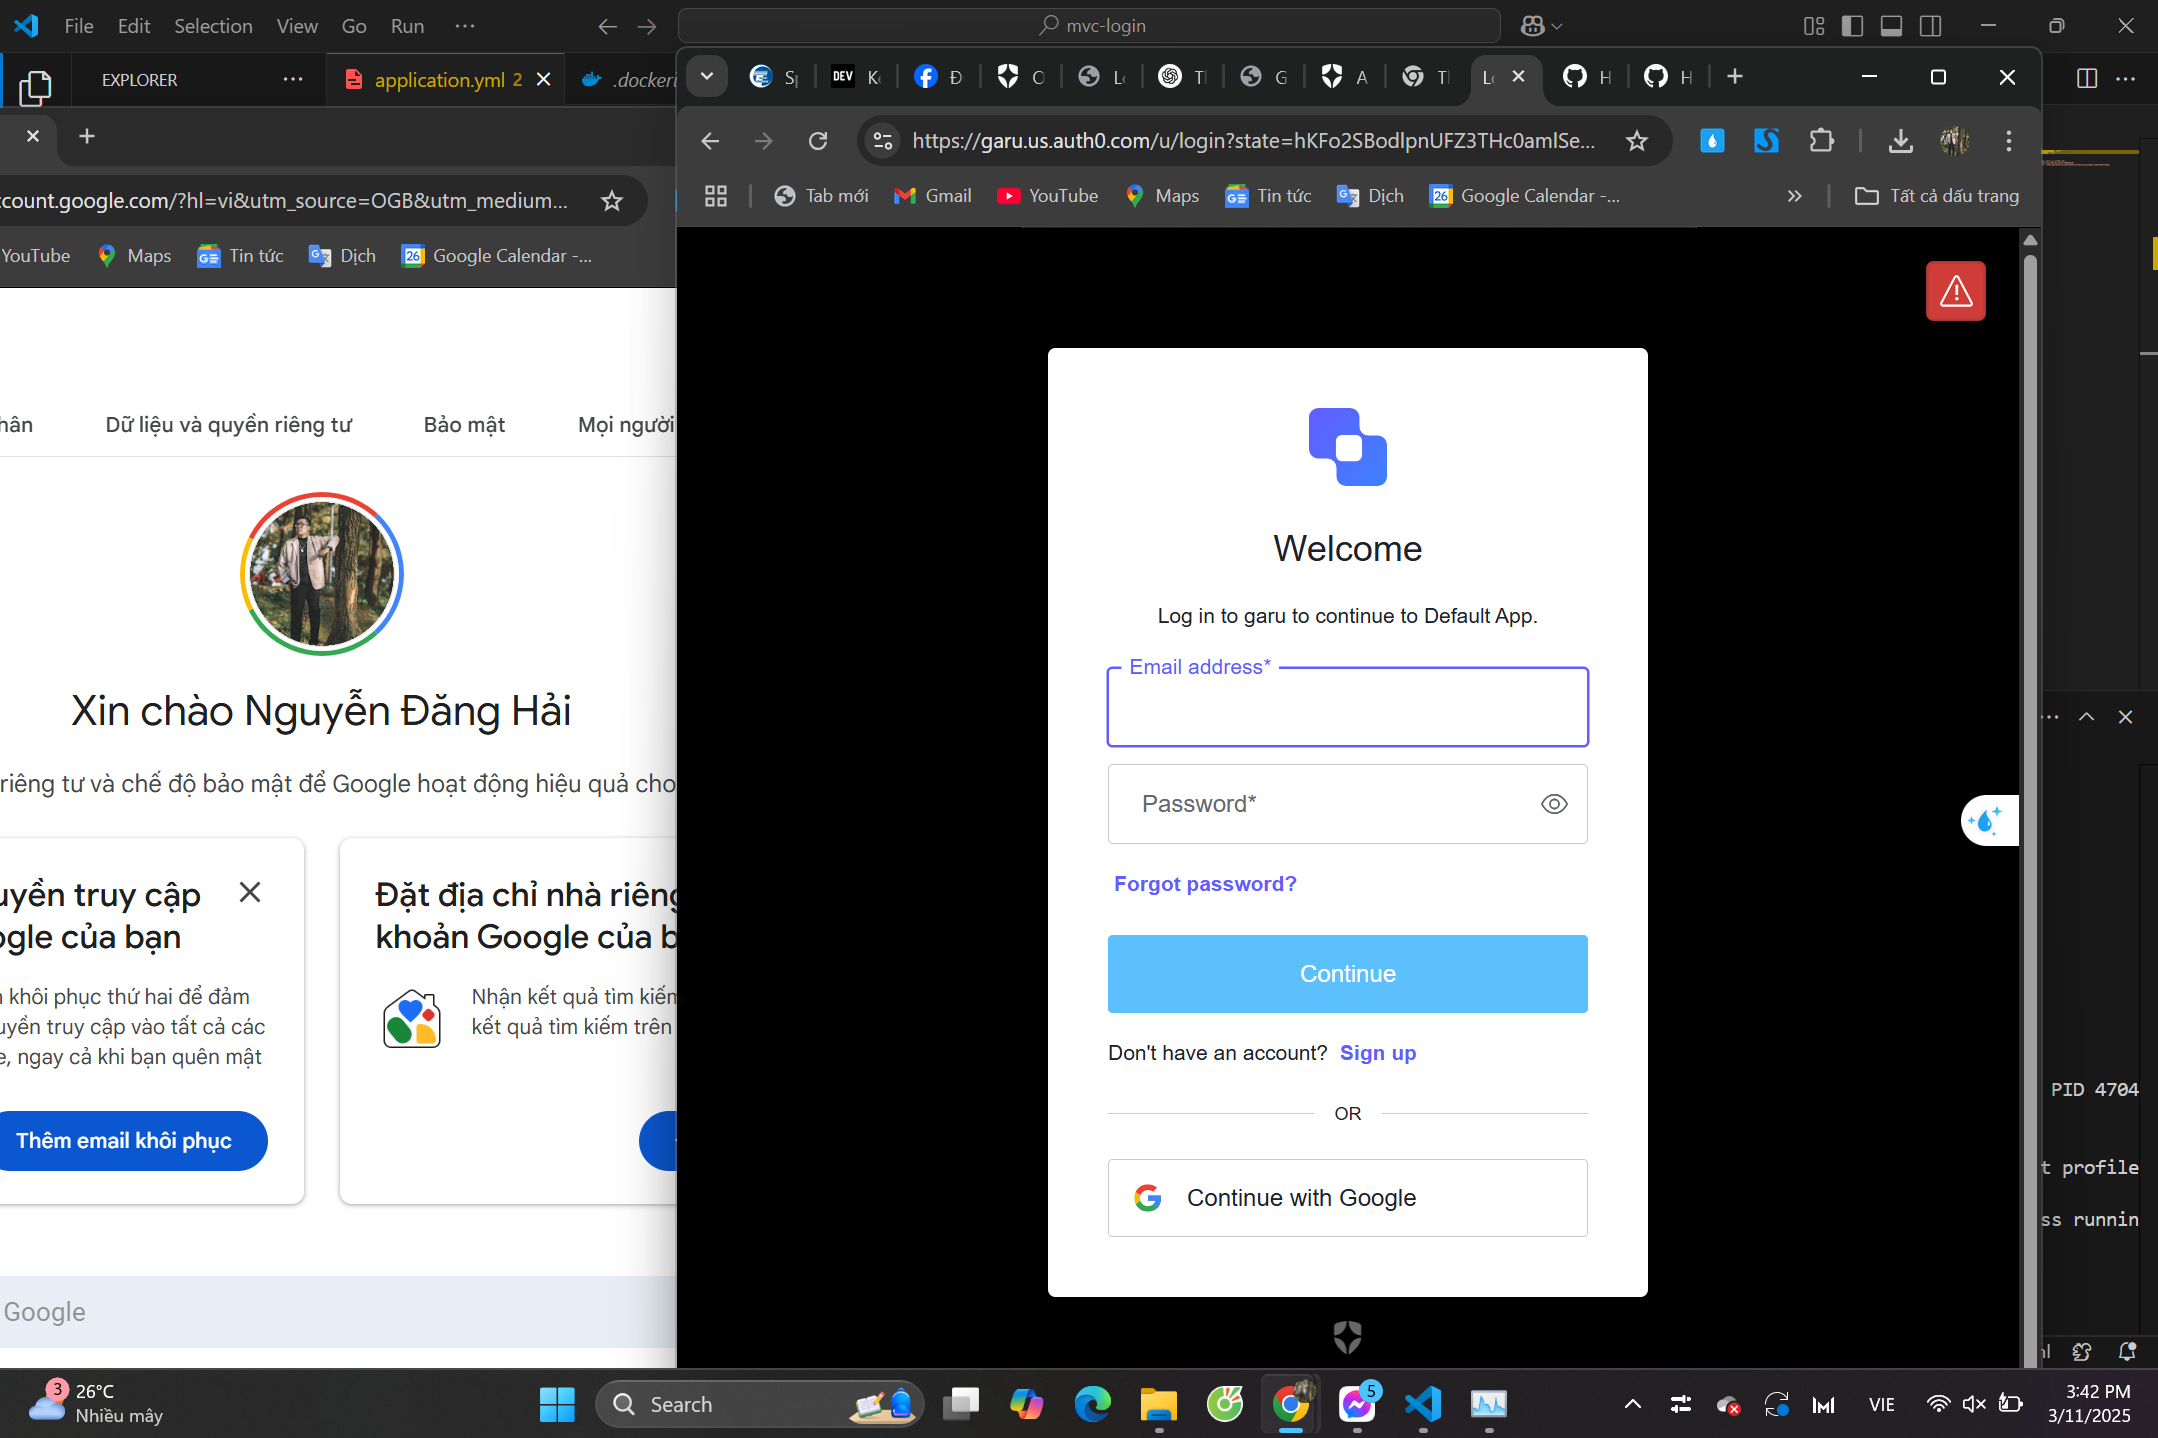 File Edit Selection View Go Run ···
mvc-login
EXPLORER ···
application.yml 2
.dockeri
DEV
https://garu.us.auth0.com/u/login?state=hKFo2SBodlpnUFZ3THc0amlSe...
Tab mới Gmail YouTube Maps Tin tức Dịch Google Calendar -... Tất cả dấu trang
count.google.com/?hl=vi&utm_source=OGB&utm_medium...
YouTube Maps Tin tức Dịch Google Calendar -...
hân Dữ liệu và quyền riêng tư Bảo mật Mọi người
Xin chào Nguyễn Đăng Hải
riêng tư và chế độ bảo mật để Google hoạt động hiệu quả cho
uyền truy cập
ogle của bạn
n khôi phục thứ hai để đảm
uyền truy cập vào tất cả các
e, ngay cả khi bạn quên mật
Thêm email khôi phục
Đặt địa chỉ nhà riêng
khoản Google của b
Nhận kết quả tìm kiếm
kết quả tìm kiếm trên
Google
Welcome
Log in to garu to continue to Default App.
Email address*
Password*
Forgot password?
Continue
Don't have an account? Sign up
OR
Continue with Google
PID 4704
t profile
ss runnin
3
26°C
Nhiều mây
Search
5
VIE
3:42 PM
3/11/2025